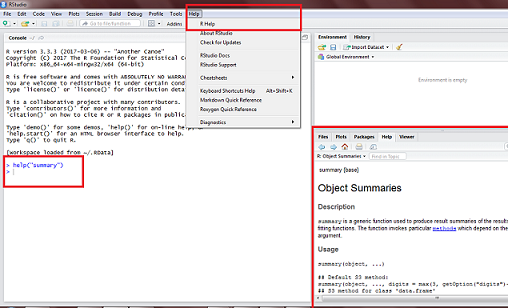 RStudio
File Edit Code View Plots Session Build Debug Profile Tools Help
Go to file/function
Addins
R Help
About RStudio
Check for Updates
RStudio Docs
RStudio Support
Cheatsheets
Keyboard Shortcuts Help Alt+Shift+K
Markdown Quick Reference
Roxygen Quick Reference
Diagnostics
Console ~/
R version 3.3.3 (2017-03-06) -- "Another Canoe"
Copyright (C) 2017 The R Foundation for Statistical Co
Platform: x86_64-w64-mingw32/x64 (64-bit)
R is free software and comes with ABSOLUTELY NO WARRAN
You are welcome to redistribute it under certain cond
Type 'license()' or 'licence()' for distribution deta
R is a collaborative project with many contributors.
Type 'contributors()' for more information and
'citation()' on how to cite R or R packages in public
Type 'demo()' for some demos, 'help()' for on-line help, or
'help.start()' for an HTML browser interface to help.
Type 'q()' to quit R.
[Workspace loaded from ~/.RData]
> help("summary")
>
Environment History
Import Dataset
Global Environment
Environment is empty
Files Plots Packages Help Viewer
R: Object Summaries Find in Topic
summary {base}
Object Summaries
Description
summary is a generic function used to produce result summaries of the results
fitting functions. The function invokes particular methods which depend on the
argument.
Usage
summary(object, ...)
## Default S3 method:
summary(object, ..., digits = max(3, getOption("digits")
## S3 method for class 'data.frame'